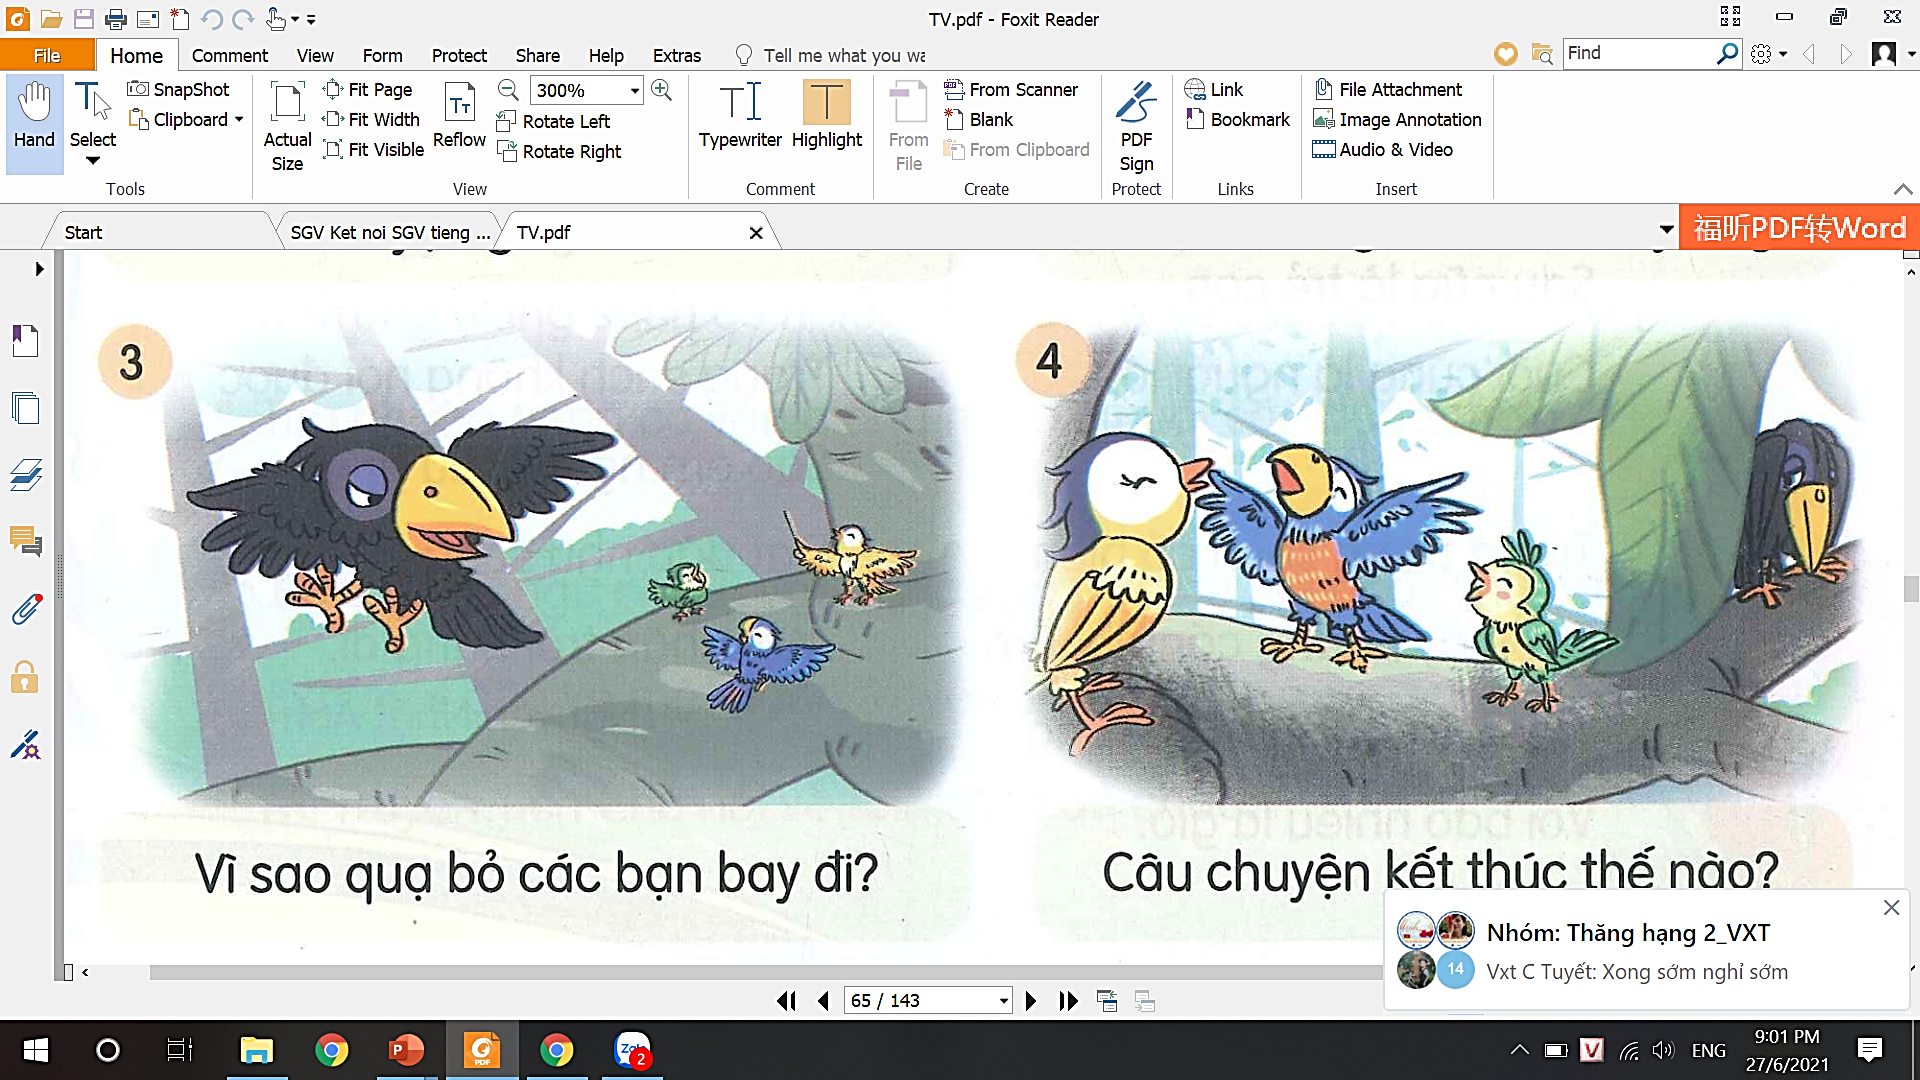 TV.pdf - Foxit Reader
File Home Comment View Form Protect Share Help Extras Tell me what you wa Find
Hand
Select
SnapShot
Clipboard
Tools
Actual Size
Fit Page
Fit Width
Fit Visible
Reflow
300%
Rotate Left
Rotate Right
View
Typewriter
Highlight
Comment
From File
From Scanner
Blank
From Clipboard
Create
PDF Sign
Protect
Link
Bookmark
Links
File Attachment
Image Annotation
Audio & Video
Insert
Start
SGV Ket noi SGV tieng ...
TV.pdf
福昕PDF转Word
3
4
Vì sao quạ bỏ các bạn bay đi?
Câu chuyện kết thúc thế nào?
Nhóm: Thăng hạng 2_VXT
14
Vxt C Tuyết: Xong sớm nghỉ sớm
65 / 143
PDF
Zalo
2
V
ENG
9:01 PM
27/6/2021